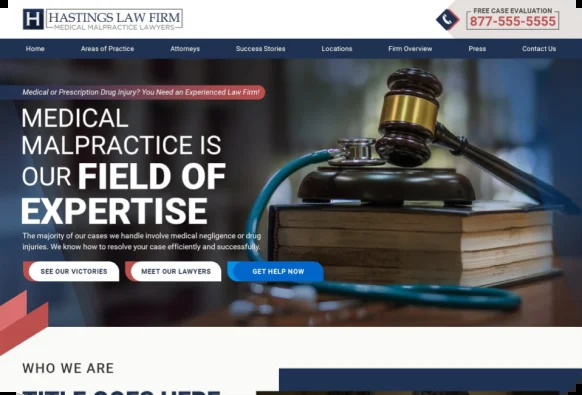 H HASTINGS LAW FIRM
MEDICAL MALPRACTICE LAWYERS
FREE CASE EVALUATION
877-555-5555
Home Areas of Practice Attorneys Success Stories Locations Firm Overview Press Contact Us
Medical or Prescription Drug Injury? You Need an Experienced Law Firm!
MEDICAL
MALPRACTICE IS
OUR FIELD OF
EXPERTISE
The majority of our cases we handle involve medical negligence or drug
injuries. We know how to resolve your case efficiently and successfully.
SEE OUR VICTORIES MEET OUR LAWYERS GET HELP NOW
WHO WE ARE
TITLE GOES HERE